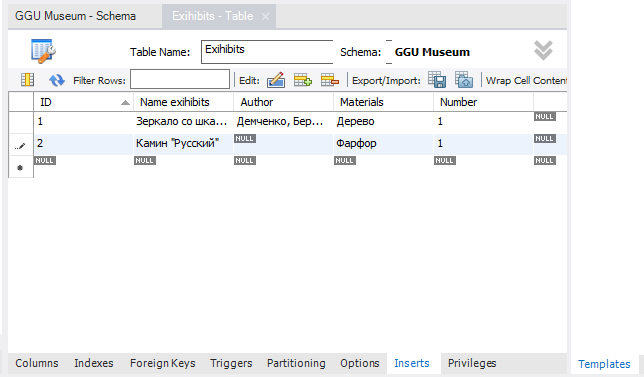 GGU Museum - Schema Exihibits - Table
Table Name: Exihibits Schema: GGU Museum
Filter Rows: Edit: Export/Import: Wrap Cell Content
ID Name exihibits Author Materials Number
1 Зеркало со шка... Демченко, Бер... Дерево 1 NULL
2 Камин "Русский" NULL Фарфор 1 NULL
NULL NULL NULL NULL NULL NULL
Columns Indexes Foreign Keys Triggers Partitioning Options Inserts Privileges Templates